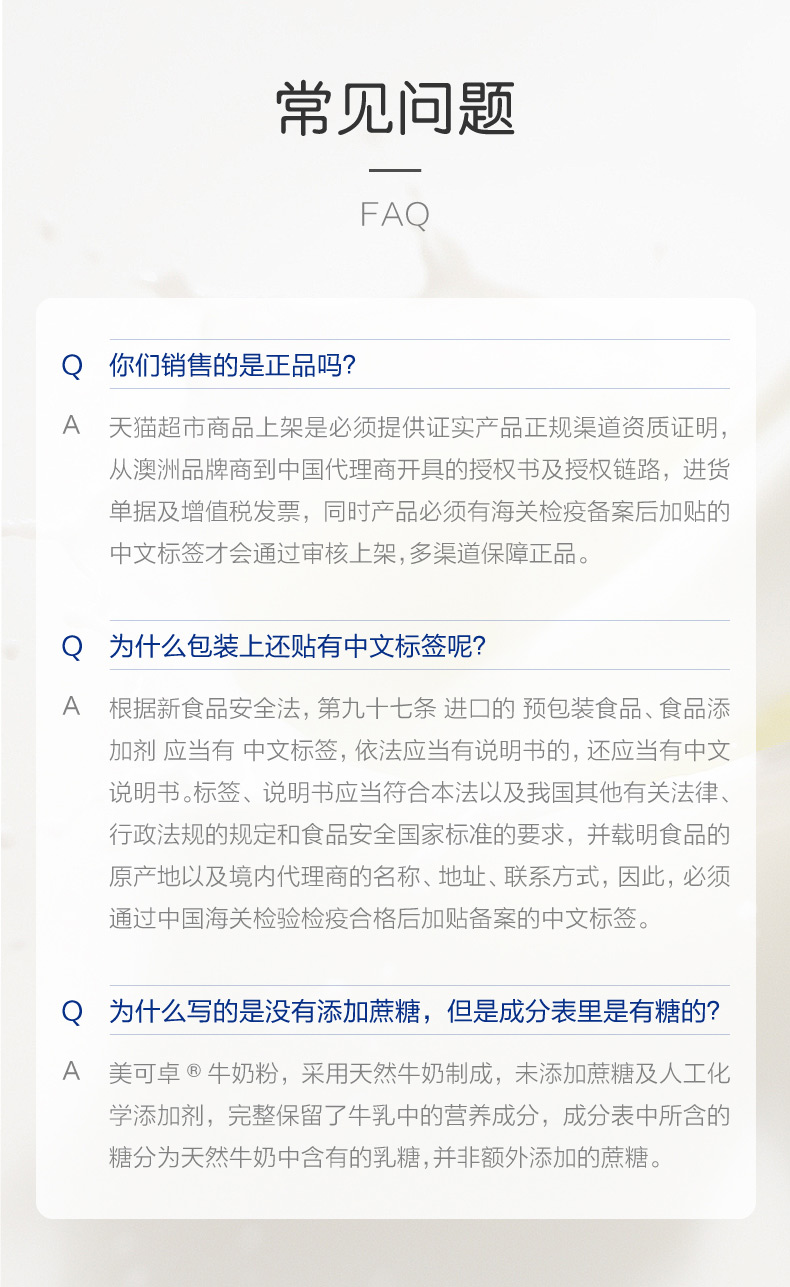 常见问题
FAQ
Q 你们销售的是正品吗?
A 天猫超市商品上架是必须提供证实产品正规渠道资质证明,
从澳洲品牌商到中国代理商开具的授权书及授权链路, 进货
单据及增值税发票, 同时产品必须有海关检疫备案后加贴的
中文标签才会通过审核上架,多渠道保障正品。
Q 为什么包装上还贴有中文标签呢?
A 根据新食品安全法, 第九十七条 进口的 预包装食品、食品添
加剂 应当有 中文标签, 依法应当有说明书的, 还应当有中文
说明书。标签、说明书应当符合本法以及我国其他有关法律、
行政法规的规定和食品安全国家标准的要求, 并载明食品的
原产地以及境内代理商的名称、地址、联系方式, 因此, 必须
通过中国海关检验检疫合格后加贴备案的中文标签。
Q 为什么写的是没有添加蔗糖, 但是成分表里是有糖的?
A 美可卓 ® 牛奶粉, 采用天然牛奶制成, 未添加蔗糖及人工化
学添加剂, 完整保留了牛乳中的营养成分, 成分表中所含的
糖分为天然牛奶中含有的乳糖,并非额外添加的蔗糖。